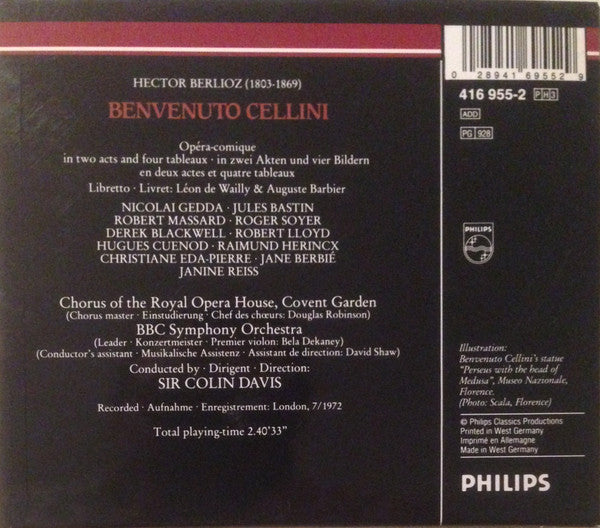 HECTOR BERLIOZ (1803-1869)
BENVENUTO CELLINI
Opéra-comique
in two acts and four tableaux · in zwei Akten und vier Bildern
en deux actes et quatre tableaux
Libretto · Livret: Léon de Wailly & Auguste Barbier
NICOLAI GEDDA · JULES BASTIN
ROBERT MASSARD · ROGER SOYER
DEREK BLACKWELL · ROBERT LLOYD
HUGUES CUENOD · RAIMUND HERINCX
CHRISTIANE EDA-PIERRE · JANE BERBIÉ
JANINE REISS
Chorus of the Royal Opera House, Covent Garden
(Chorus master · Einstudierung · Chef des chœurs: Douglas Robinson)
BBC Symphony Orchestra
(Leader · Konzertmeister · Premier violon: Bela Dekaney)
(Conductor's assistant · Musikalische Assistenz · Assistant de direction: David Shaw)
Conducted by · Dirigent · Direction:
SIR COLIN DAVIS
Recorded · Aufnahme · Enregistrement: London, 7/1972
Total playing-time 2.40'33"
0 28941 69552 9
416 955-2 PH3
ADD
PG 928
PHILIPS
Illustration:
Benvenuto Cellini's statue
"Perseus with the head of
Medusa", Museo Nazionale,
Florence.
(Photo: Scala, Florence)
© Philips Classics Productions
Printed in West Germany
Imprimé en Allemagne
Made in West Germany
PHILIPS